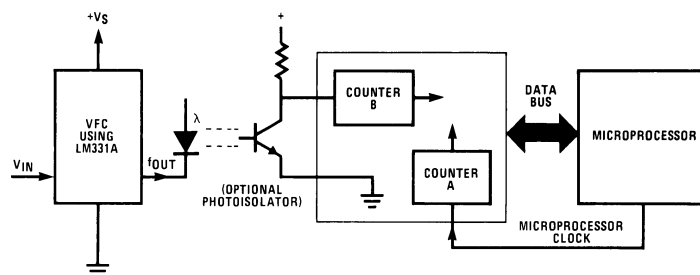 +VS
VFC
USING
LM331A
VIN
fOUT
λ
+
(OPTIONAL
PHOTOISOLATOR)
COUNTER
B
COUNTER
A
DATA
BUS
MICROPROCESSOR
MICROPROCESSOR
CLOCK